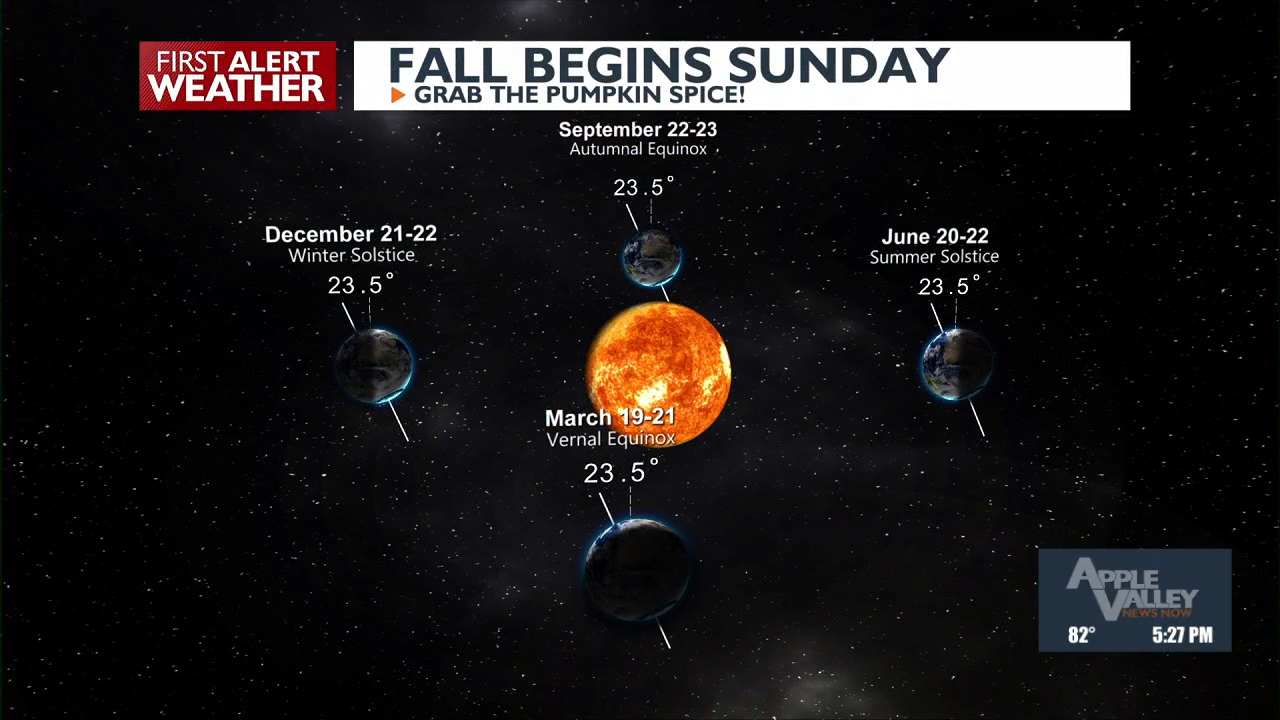 FIRST ALERT
WEATHER
FALL BEGINS SUNDAY
GRAB THE PUMPKIN SPICE!
September 22-23
Autumnal Equinox
23.5°
December 21-22
Winter Solstice
23.5°
June 20-22
Summer Solstice
23.5°
March 19-21
Vernal Equinox
23.5°
APPLE
VALLEY
NEWS NOW
82° 5:27 PM